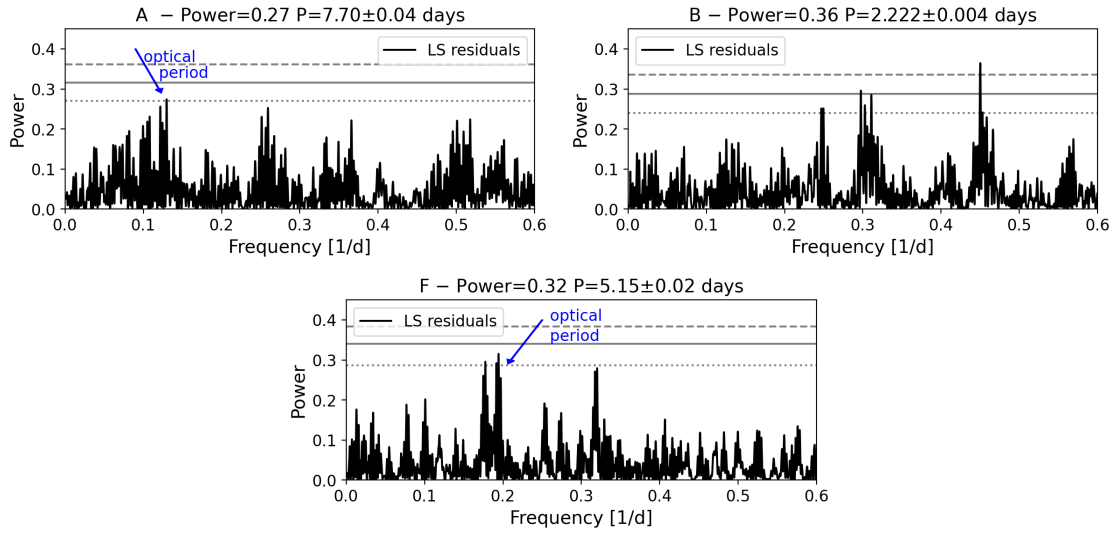 A − Power=0.27 P=7.70±0.04 days
LS residuals
optical
period
Power
0.4
0.3
0.2
0.1
0.0
0.0 0.1 0.2 0.3 0.4 0.5 0.6
Frequency [1/d]
B − Power=0.36 P=2.222±0.004 days
LS residuals
Power
0.4
0.3
0.2
0.1
0.0
0.0 0.1 0.2 0.3 0.4 0.5 0.6
Frequency [1/d]
F − Power=0.32 P=5.15±0.02 days
LS residuals
optical
period
Power
0.4
0.3
0.2
0.1
0.0
0.0 0.1 0.2 0.3 0.4 0.5 0.6
Frequency [1/d]